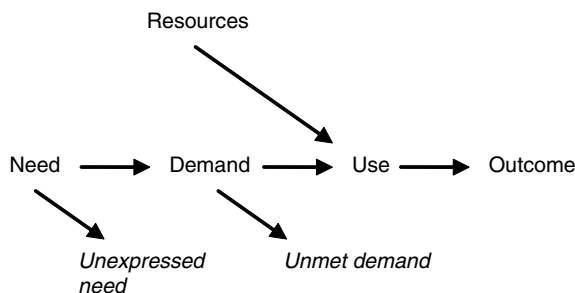 Resources
Need Demand Use Outcome
Unexpressed Unmet demand
need